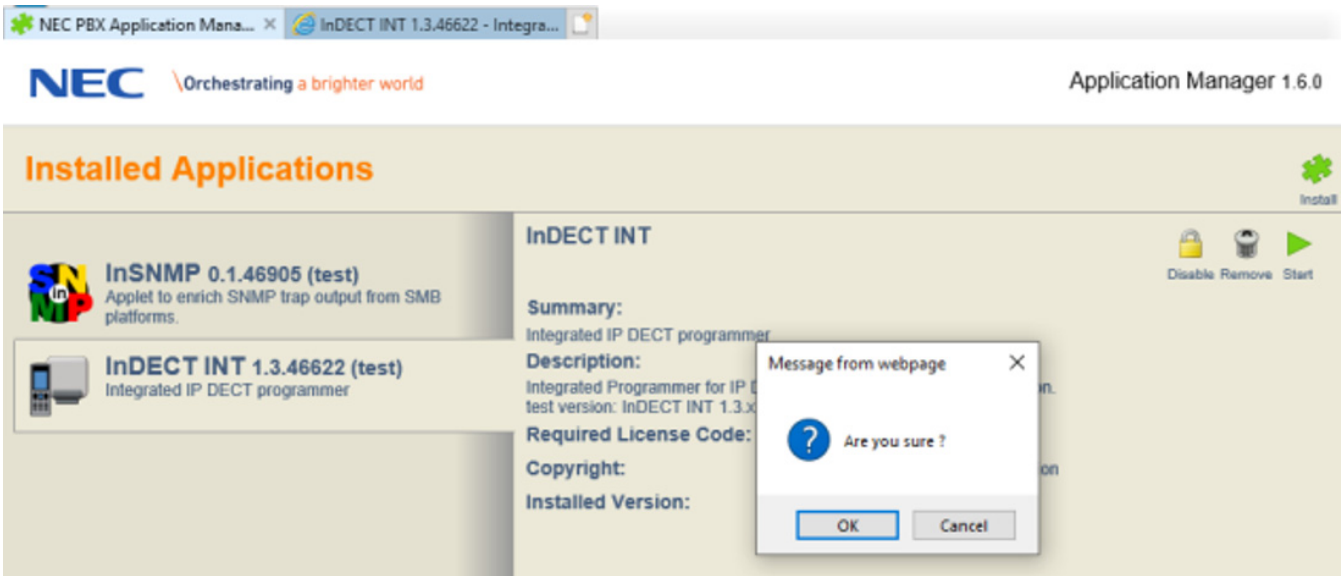 NEC PBX Application Mana...
InDECT INT 1.3.46622 - Integra...
NEC
\Orchestrating a brighter world
Application Manager 1.6.0
Installed Applications
Install
InSNMP 0.1.46905 (test)
Applet to enrich SNMP trap output from SMB
platforms.
InDECT INT 1.3.46622 (test)
Integrated IP DECT programmer
InDECT INT
Disable Remove Start
Summary:
Integrated IP DECT programmer
Description:
Integrated Programmer for IP
test version: InDECT INT 1.3.x
Required License Code:
Copyright:
Installed Version:
Message from webpage
Are you sure ?
OK Cancel